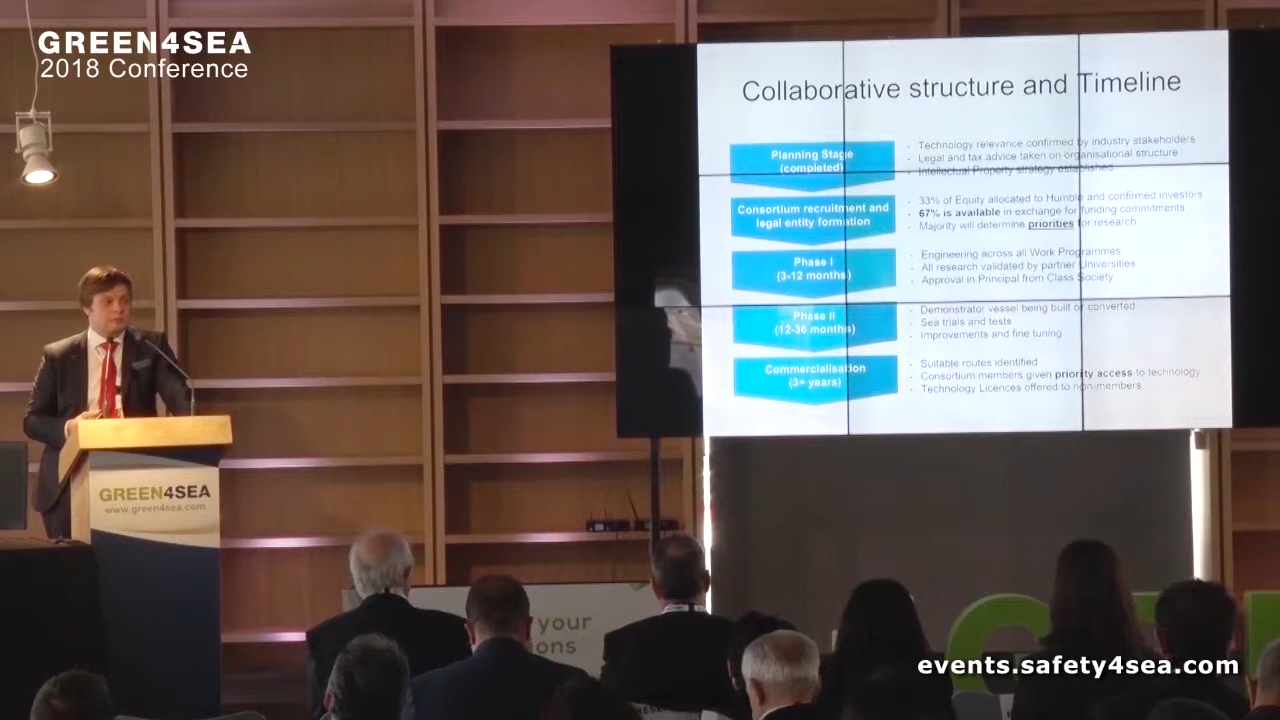 GREEN4SEA
2018 Conference
Collaborative structure and Timeline
Planning Stage
(completed)
· Technology relevance confirmed by industry stakeholders
· Legal and tax advice taken on organisational structure
· Intellectual Property strategy established
Consortium recruitment and
legal entity formation
· 33% of Equity allocated to Humble and confirmed investors
· 67% is available in exchange for funding commitments
· Majority will determine priorities for research
Phase I
(3-12 months)
· Engineering across all Work Programmes
· All research validated by partner Universities
· Approval in Principal from Class Society
Phase II
(12-36 months)
· Demonstrator vessel being built or converted
· Sea trials and tests
· Improvements and fine tuning
Commercialisation
(3+ years)
· Suitable routes identified
· Consortium members given priority access to technology
· Technology Licences offered to non-members
GREEN4SEA
www.green4sea.com
your
ions
events.safety4sea.com